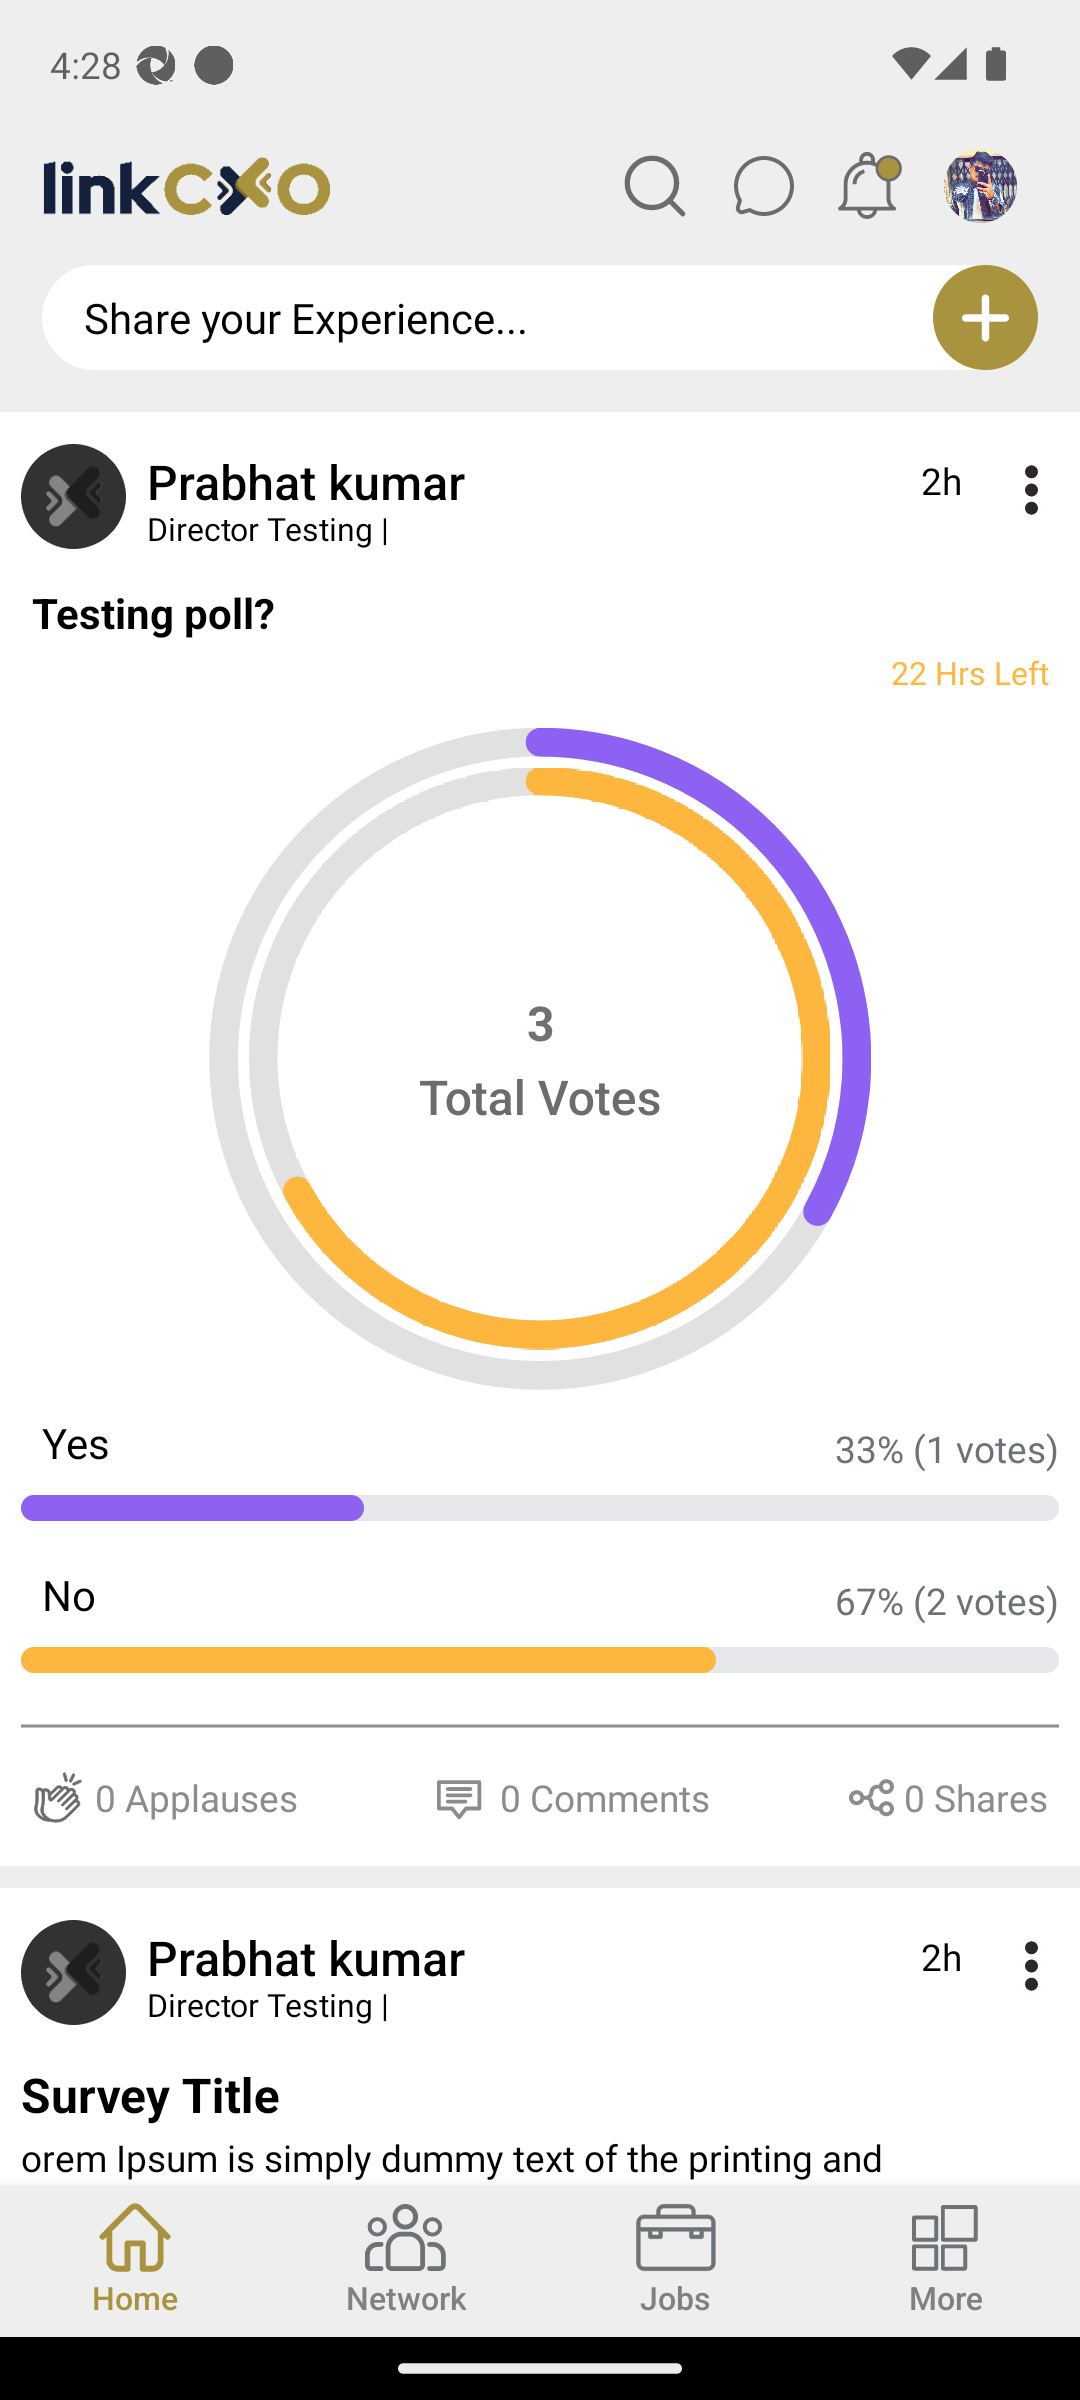 4:28
linkCXO
Share your Experience...
Prabhat kumar
2h
Director Testing |
Testing poll?
22 Hrs Left
3
Total Votes
Yes
33% (1 votes)
No
67% (2 votes)
0 Applauses
0 Comments
0 Shares
Prabhat kumar
2h
Director Testing |
Survey Title
orem Ipsum is simply dummy text of the printing and
Home
Network
Jobs
More